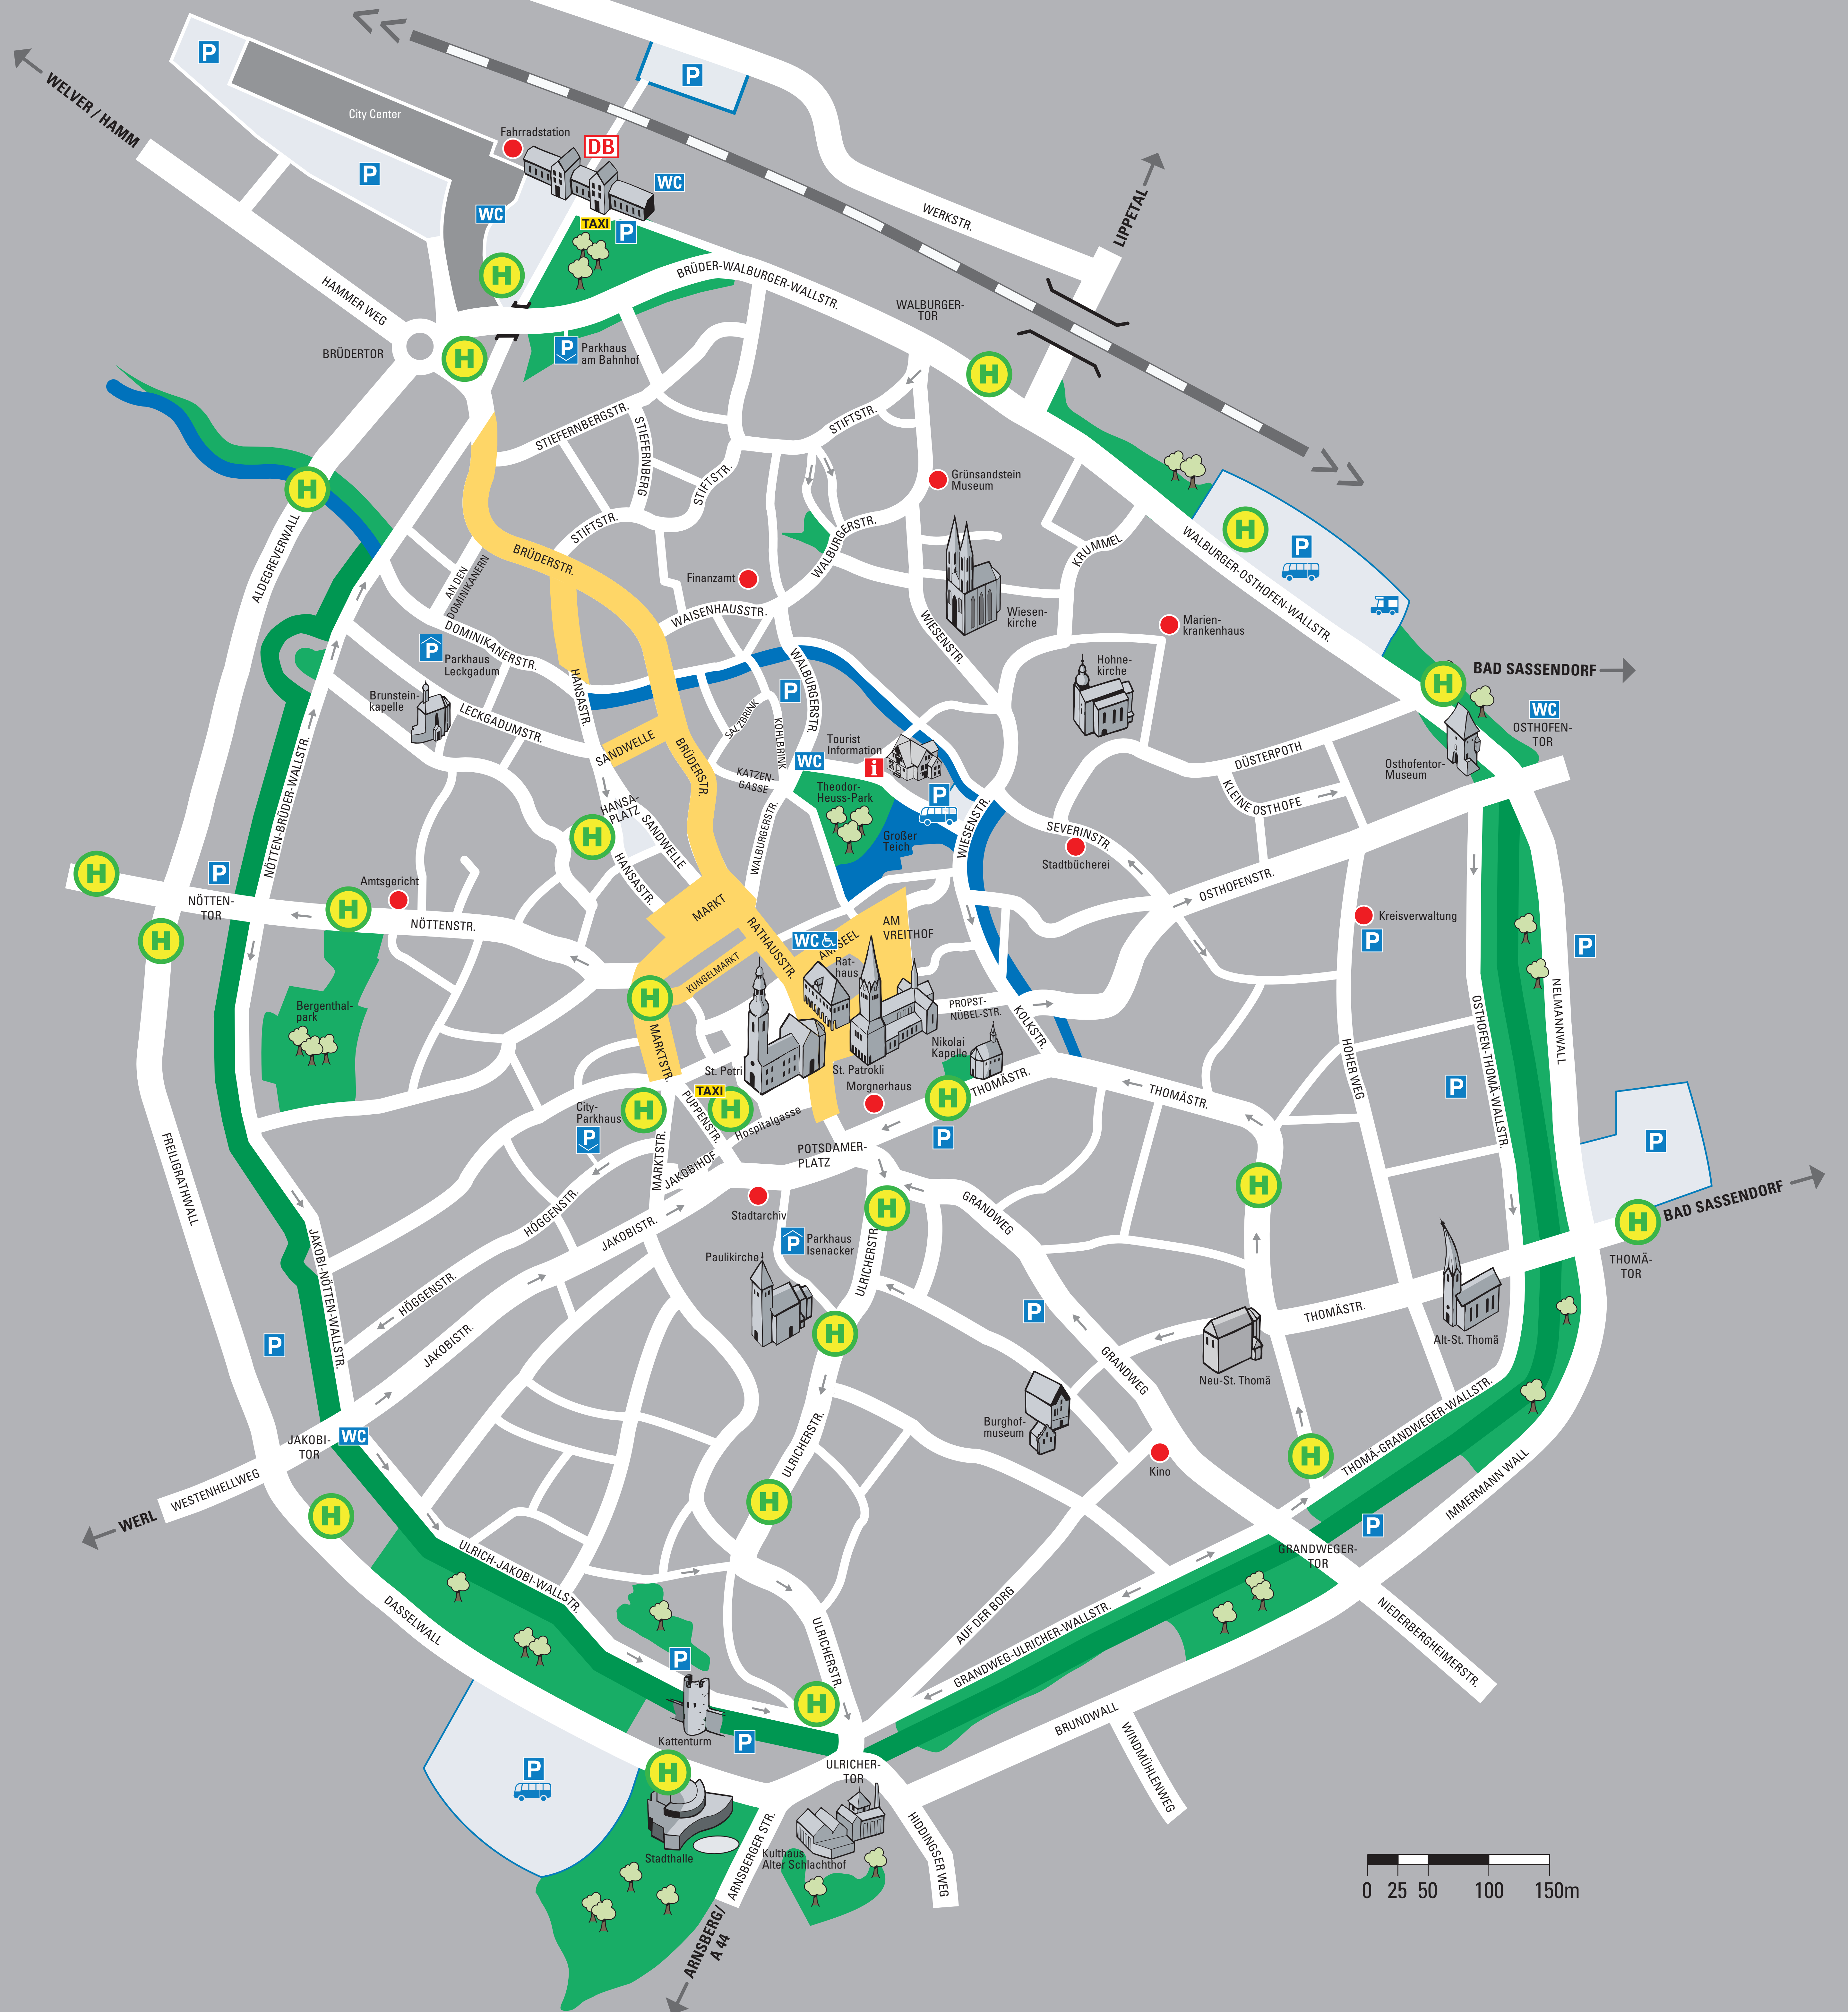 P
P
City Center
Fahrradstation
DB
WC
P
WC
TAXI
P
H
WELVER / HAMM
WERKSTR.
LIPPETAL
HAMMER WEG
BRÜDER-WALBURGER-WALLSTR.
WALBURGER-
TOR
BRÜDERTOR
H
P
Parkhaus
am Bahnhof
H
STIEFERNBERGSTR.
STIEFERNBERG
STIFTSTR.
STIFTSTR.
STIFTSTR.
Grünsandstein
Museum
H
ALDEGREVERWALL
BRÜDERSTR.
AN DEN
DOMINIKANERN
Finanzamt
WALBURGERSTR.
KRUMMEL
H
P
WALBURGER-OSTHOFEN-WALLSTR.
WAISENHAUSSTR.
Wiesen-
kirche
WIESENSTR.
Marien-
krankenhaus
DOMINIKANERSTR.
P
Parkhaus
Leckgadum
Brunstein-
kapelle
LECKGADUMSTR.
HANSASTR.
WALBURGERSTR.
P
Hohne-
kirche
H
BAD SASSENDORF
WC
OSTHOFEN-
TOR
Osthofentor-
Museum
SALZBRINK
KOHLBRINK
SANDWELLE
BRÜDERSTR.
KATZEN-
GASSE
WC
Tourist
Information
i
Theodor-
Heuss-Park
P
Großer
Teich
WIESENSTR.
DÜSTERPOTH
KLEINE OSTHOFE
NÖTTEN-BRÜDER-WALLSTR.
HANSA-
PLATZ
H
SANDWELLE
HANSASTR.
WALBURGERSTR.
SEVERINSTR.
Stadtbücherei
OSTHOFENSTR.
H
P
NÖTTEN-
TOR
Amtsgericht
H
NÖTTENSTR.
H
MARKT
RATHAUSSTR.
KUNGELMARKT
WC
AM SEEL
AM
VREITHOF
Rat-
haus
Kreisverwaltung
P
P
Bergenthal-
park
H
MARKTSTR.
PROPST-
NÜBEL-STR.
KOLKSTR.
Nikolai
Kapelle
St. Petri
St. Patrokli
Morgnerhaus
H
THOMÄSTR.
THOMÄSTR.
HOHER WEG
OSTHOFEN-THOMÄ-WALLSTR.
NELMANNWALL
P
P
TAXI
City-
Parkhaus
P
H
H
PUPPENSTR.
Hospitalgasse
MARKTSTR.
JAKOBIHOF
POTSDAMER-
PLATZ
P
FREILIGRATHWALL
HÖGGENSTR.
JAKOBISTR.
Stadtarchiv
P
Parkhaus
Isenacker
H
GRANDWEG
H
H
BAD SASSENDORF
THOMÄ-
TOR
Paulikirche
ULRICHERSTR.
JAKOBI-NÖTTEN-WALLSTR.
HÖGGENSTR.
JAKOBISTR.
P
H
P
THOMÄSTR.
Alt-St. Thomä
GRANDWEG
Neu-St. Thomä
Burghof-
museum
Kino
WC
JAKOBI-
TOR
WESTENHELLWEG
WERL
H
ULRICHERSTR.
H
H
THOMÄ-GRANDWEGER-WALLSTR.
IMMERMANN WALL
P
GRANDWEGER-
TOR
ULRICH-JAKOBI-WALLSTR.
DASSELWALL
AUF DER BORG
NIEDERBERGHEIMERSTR.
ULRICHERSTR.
GRANDWEG-ULRICHER-WALLSTR.
P
H
Kattenturm
P
BRUNOWALL
WINDMÜHLENWEG
P
H
ULRICHER-
TOR
Stadthalle
ARNSBERGER STR.
Kulthaus
Alter Schlachthof
HIDDINGSER WEG
ARNSBERG/
A 44
0 25 50 100 150m